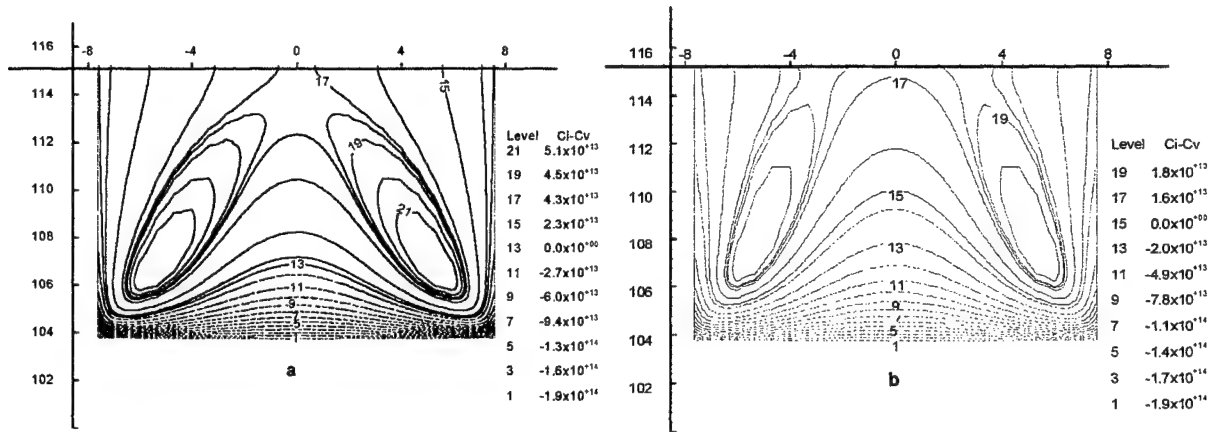 116
-8 -4 0 4 8
114
112
110
108
106
104
102
17
15
19
19
21
13
11
9
5
1
Level Ci-Cv
21 5.1x10⁺¹³
19 4.5x10⁺¹³
17 4.3x10⁺¹³
15 2.3x10⁺¹³
13 0.0x10⁺⁰⁰
11 -2.7x10⁺¹³
9 -6.0x10⁺¹³
7 -9.4x10⁺¹³
5 -1.3x10⁺¹⁴
3 -1.6x10⁺¹⁴
1 -1.9x10⁺¹⁴
a
116
-8 -4 0 4 8
114
112
110
108
106
104
102
17
19
15
13
11
9
5
1
Level Ci-Cv
19 1.8x10⁺¹³
17 1.6x10⁺¹³
15 0.0x10⁺⁰⁰
13 -2.0x10⁺¹³
11 -4.9x10⁺¹³
9 -7.8x10⁺¹³
7 -1.1x10⁺¹⁴
5 -1.4x10⁺¹⁴
3 -1.7x10⁺¹⁴
1 -1.9x10⁺¹⁴
b